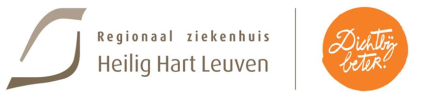 Regionaal ziekenhuis
Heilig Hart Leuven
Dichtbij
beter.